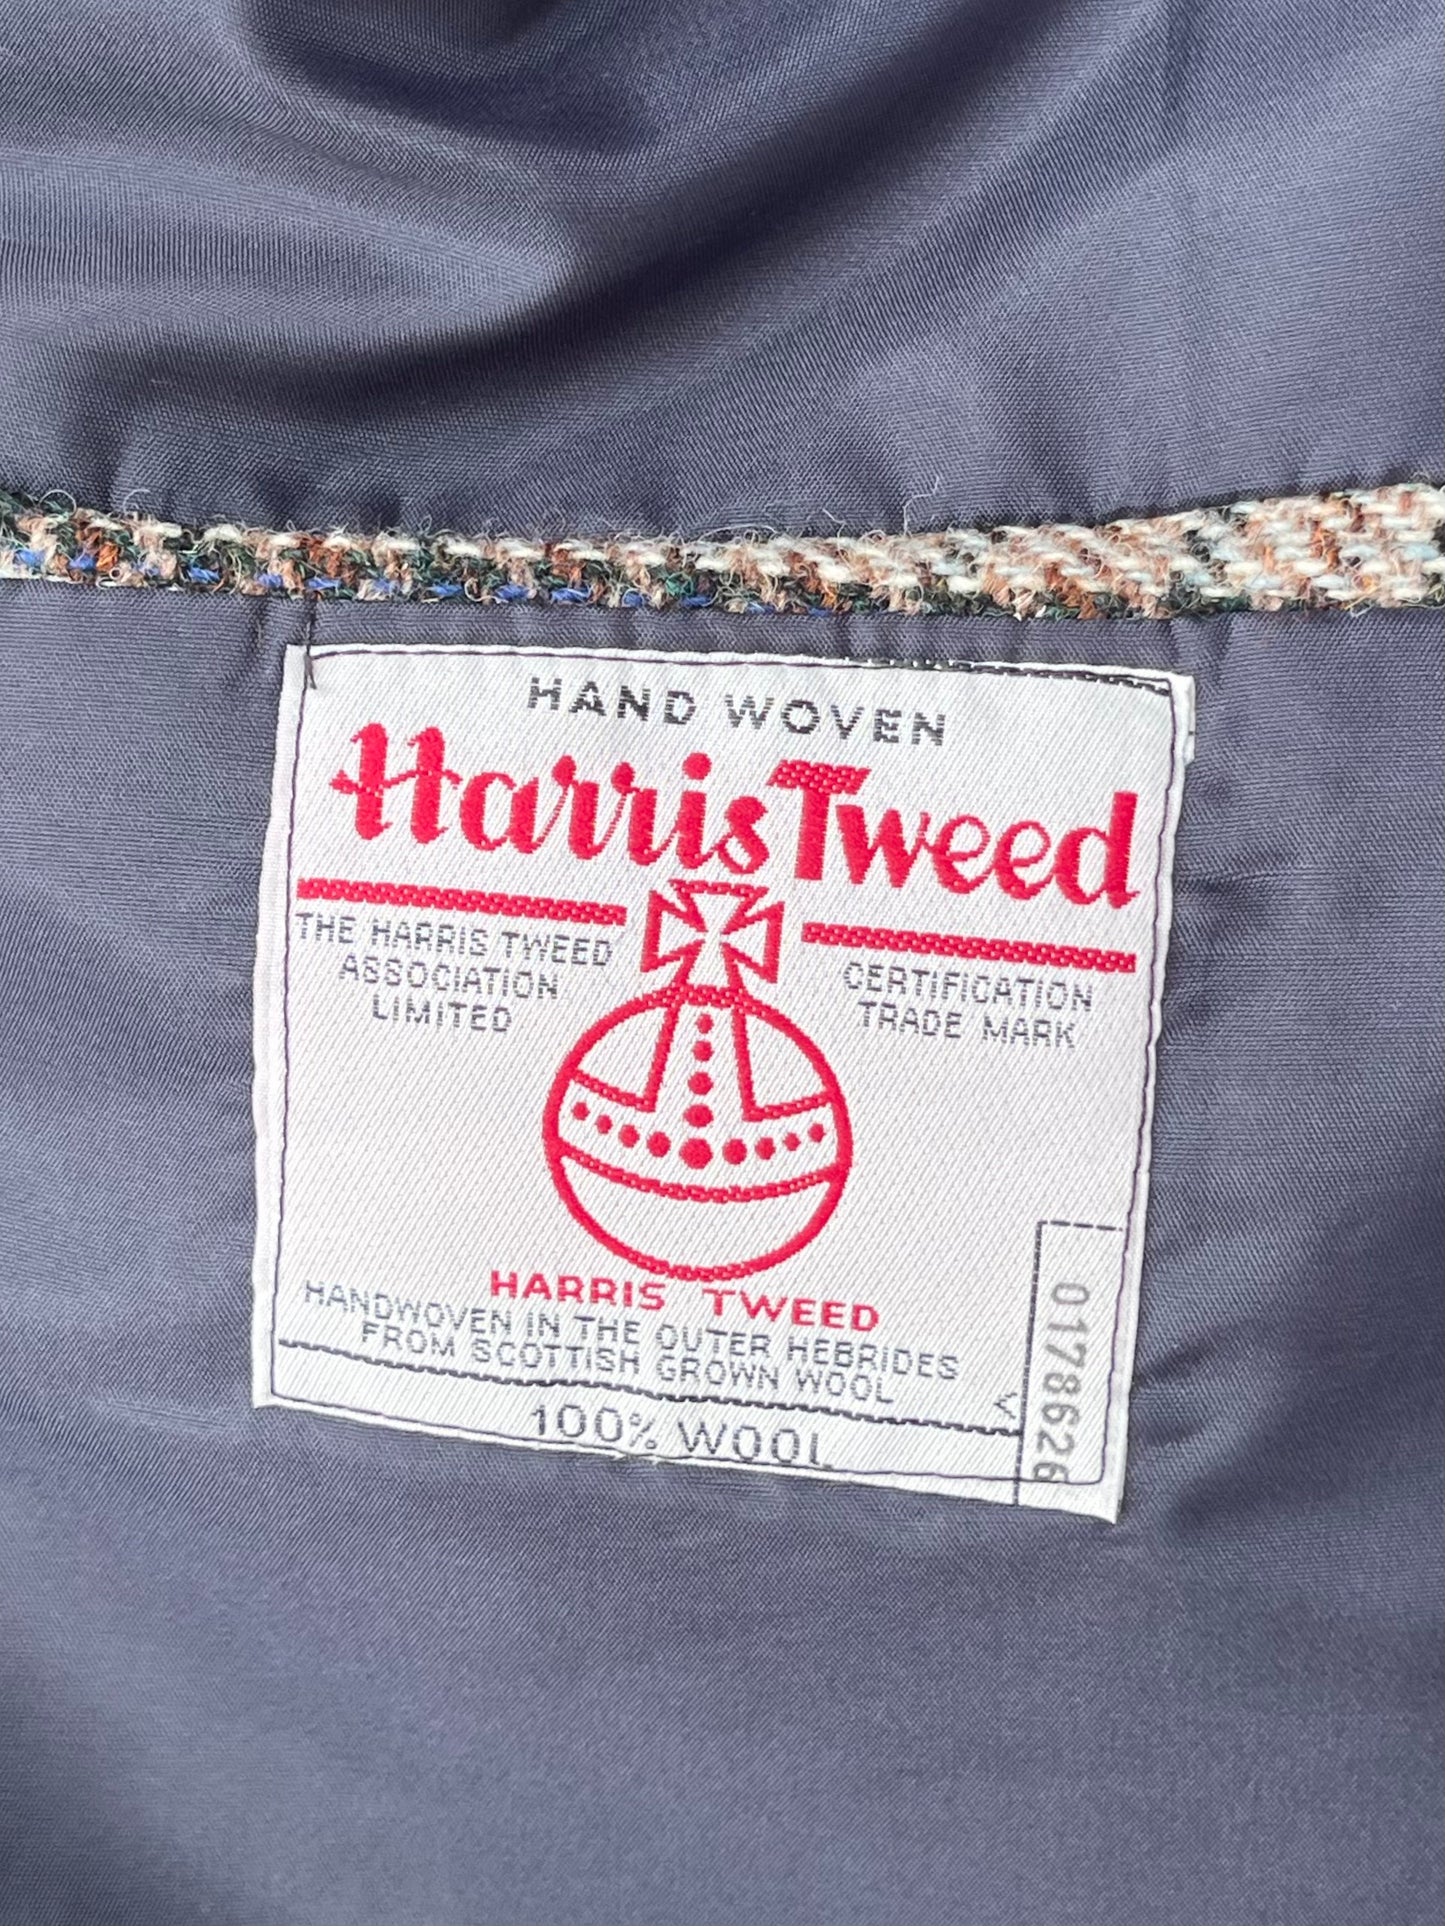 HAND WOVEN
Harris Tweed
THE HARRIS TWEED
ASSOCIATION
LIMITED
CERTIFICATION
TRADE MARK
HARRIS TWEED
HANDWOVEN IN THE OUTER HEBRIDES
FROM SCOTTISH GROWN WOOL
100% WOOL
V
0178626